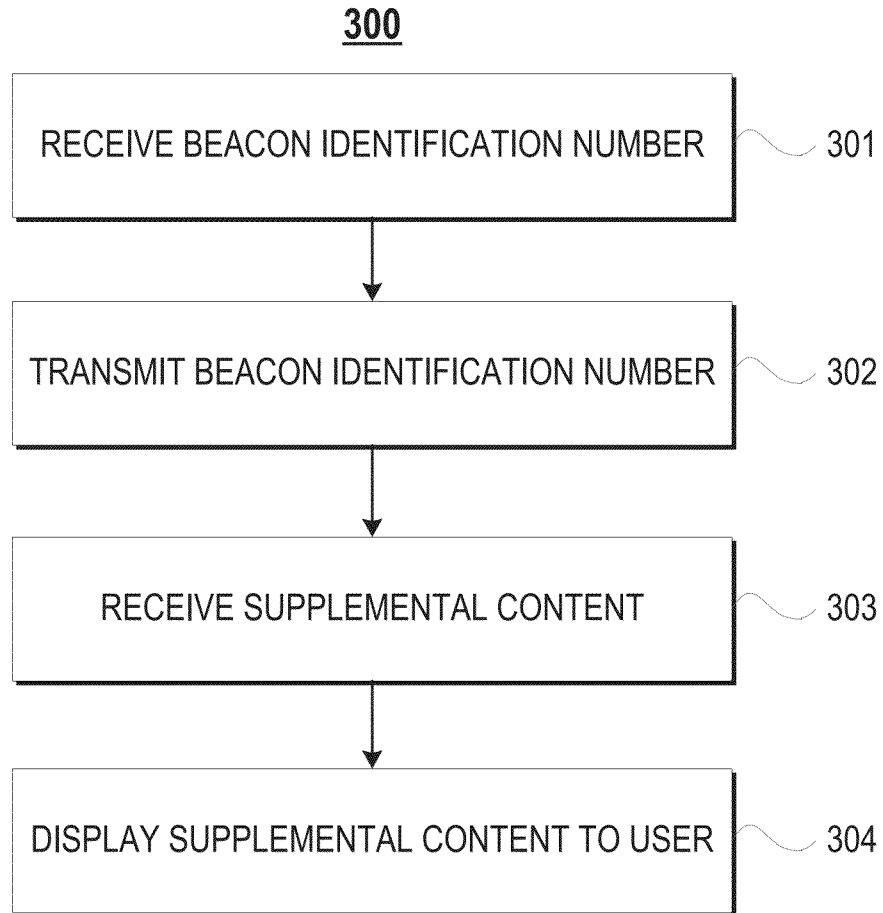 300
RECEIVE BEACON IDENTIFICATION NUMBER 301
TRANSMIT BEACON IDENTIFICATION NUMBER 302
RECEIVE SUPPLEMENTAL CONTENT 303
DISPLAY SUPPLEMENTAL CONTENT TO USER 304